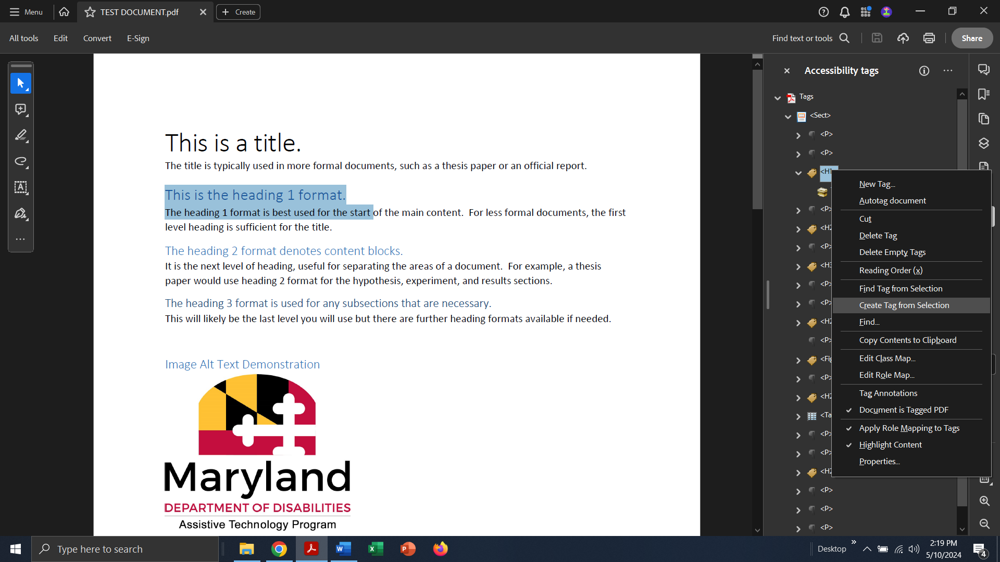 Menu
TEST DOCUMENT.pdf
Create
All tools
Edit
Convert
E-Sign
Find text or tools
Share
This is a title.
The title is typically used in more formal documents, such as a thesis paper or an official report.
This is the heading 1 format.
The heading 1 format is best used for the start of the main content.  For less formal documents, the first
level heading is sufficient for the title.
The heading 2 format denotes content blocks.
It is the next level of heading, useful for separating the areas of a document.  For example, a thesis
paper would use heading 2 format for the hypothesis, experiment, and results sections.
The heading 3 format is used for any subsections that are necessary.
This will likely be the last level you will use but there are further heading formats available if needed.
Image Alt Text Demonstration
Maryland
DEPARTMENT OF DISABILITIES
Assistive Technology Program
Accessibility tags
Tags
<Sect>
<P>
<P>
<H1
<P>
<H2
<P>
<H3
<P>
<P>
<H2
<P>
<Fig
<P>
<H2
<Ta
<P>
<P>
<H2
<P>
<P>
<P>
New Tag...
Autotag document
Cut
Delete Tag
Delete Empty Tags
Reading Order (x)
Find Tag from Selection
Create Tag from Selection
Find...
Copy Contents to Clipboard
Edit Class Map...
Edit Role Map...
Tag Annotations
Document is Tagged PDF
Apply Role Mapping to Tags
Highlight Content
Properties...
Type here to search
Desktop
2:19 PM
5/10/2024
4